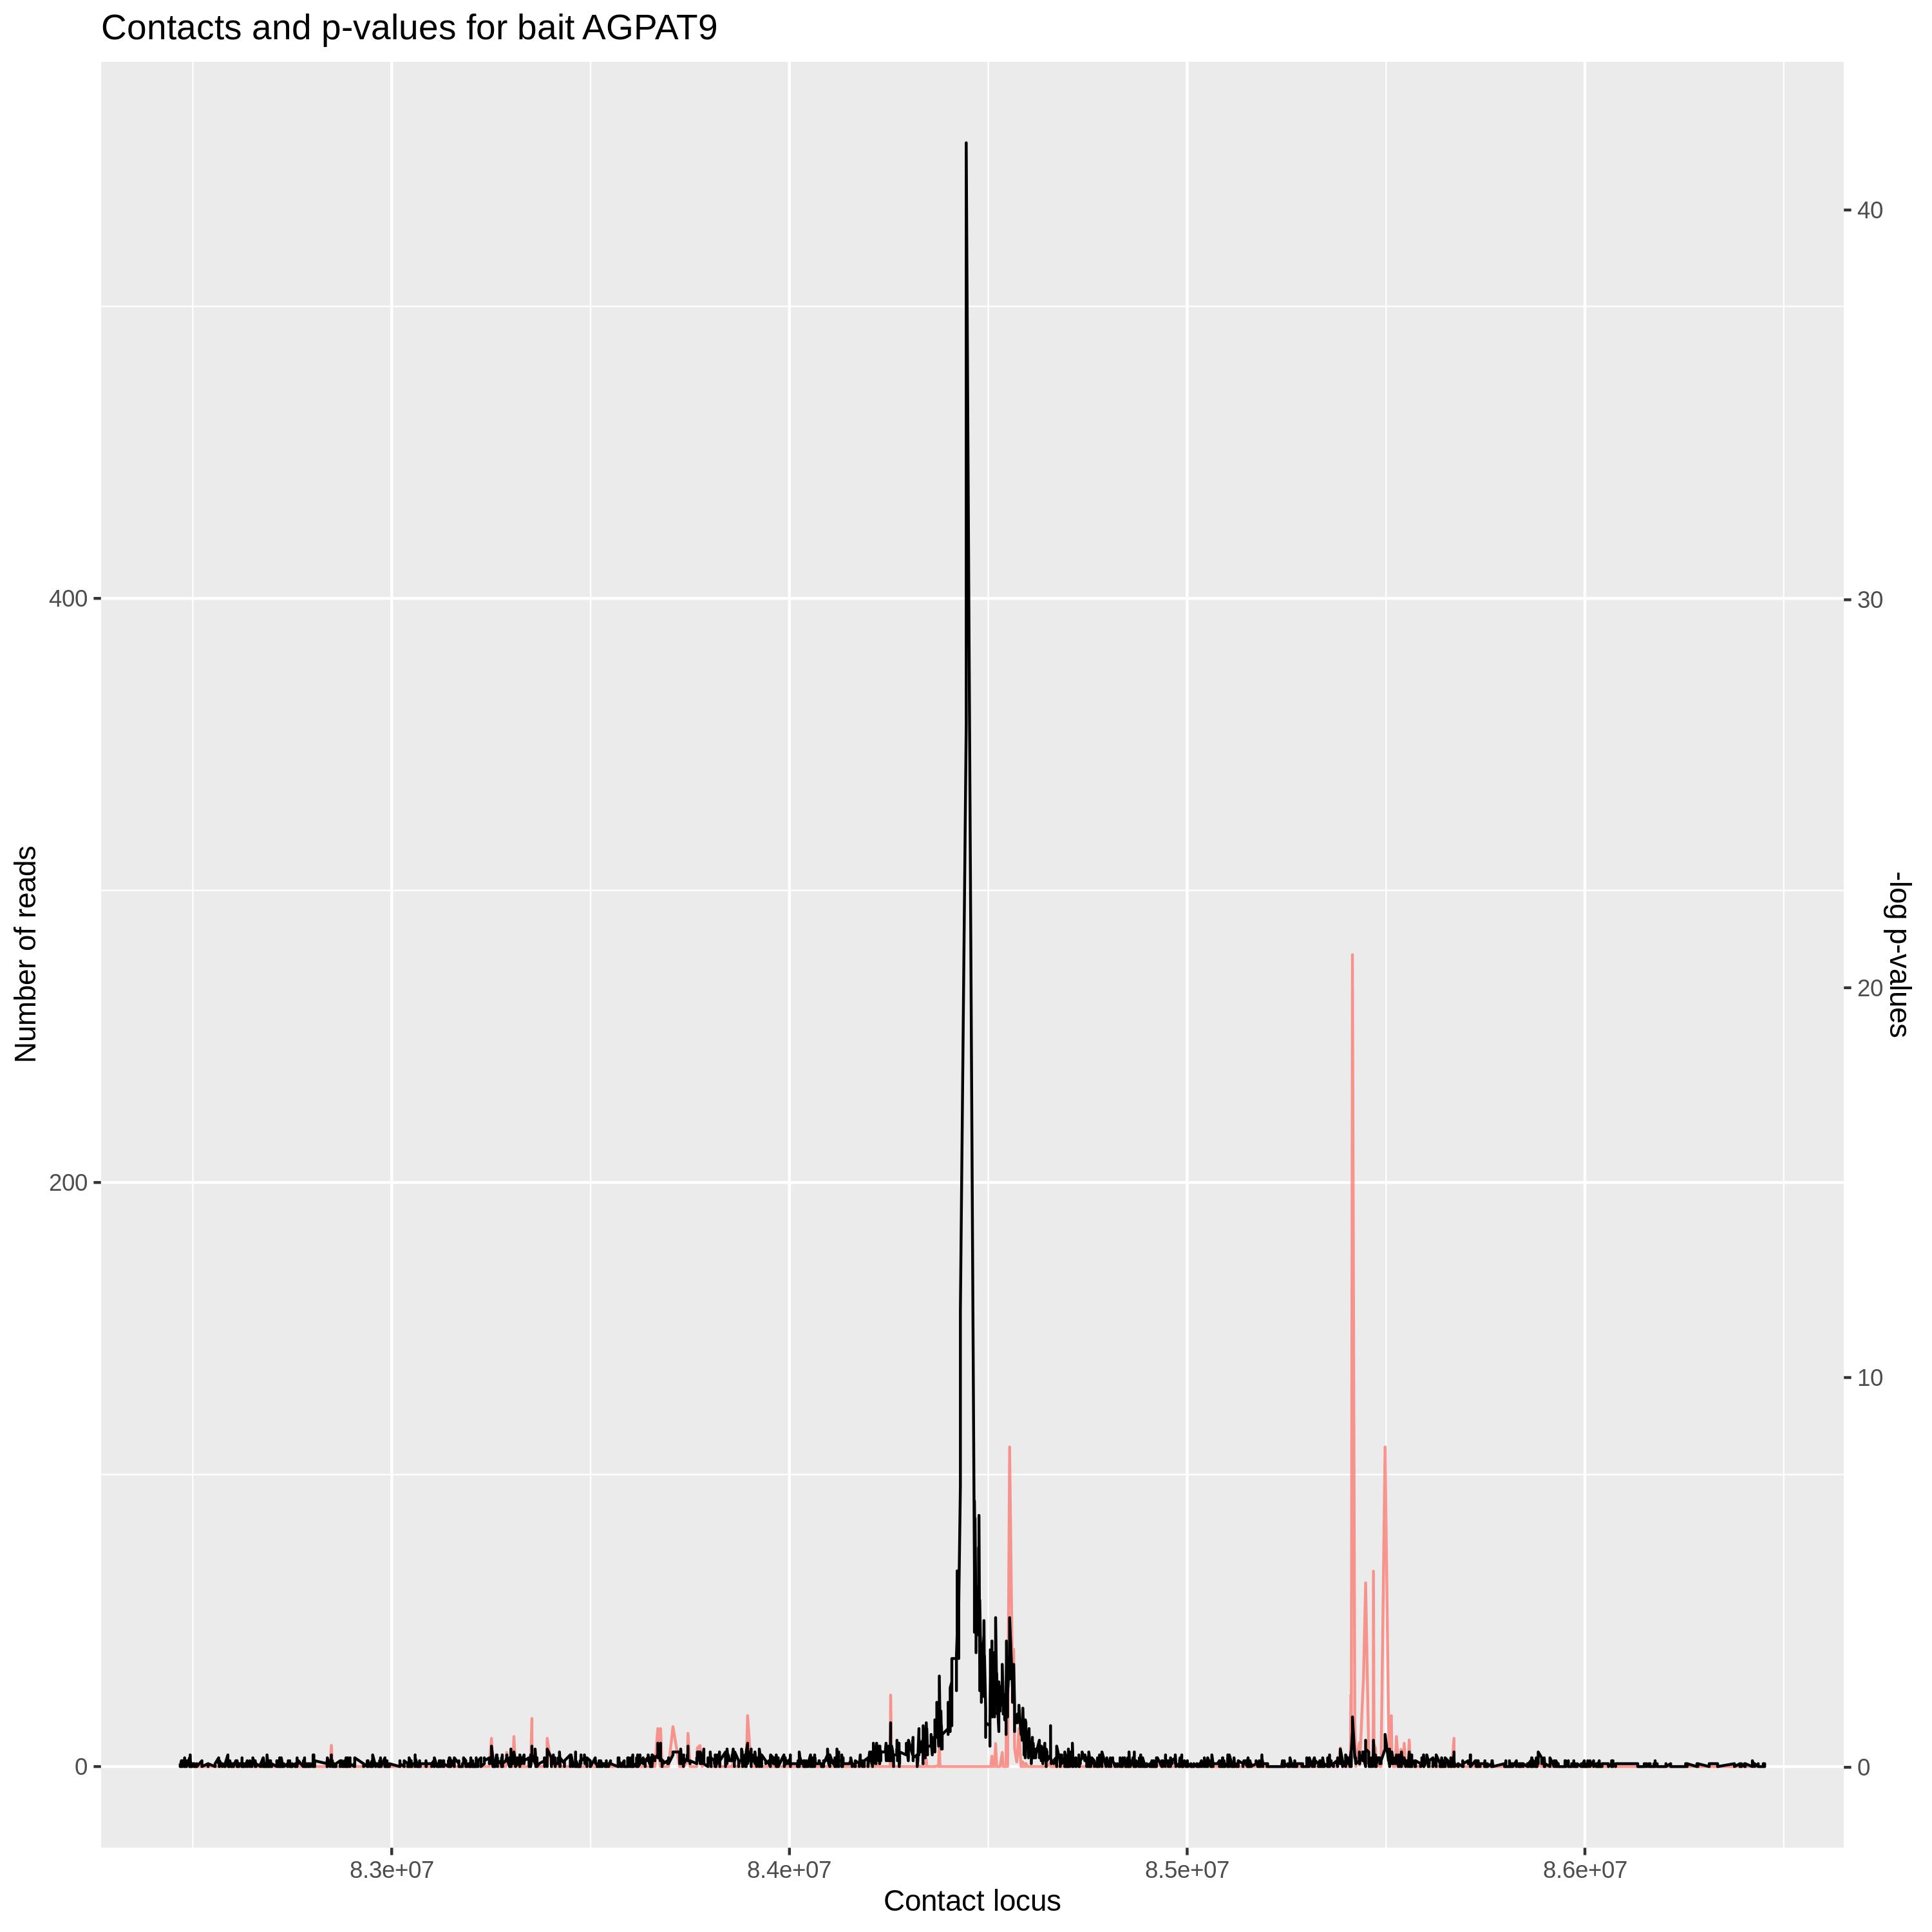 Contacts and p-values for bait AGPAT9
Number of reads
400
200
0
40
30
20
10
0
-log p-values
8.3e+07
8.4e+07
8.5e+07
8.6e+07
Contact locus